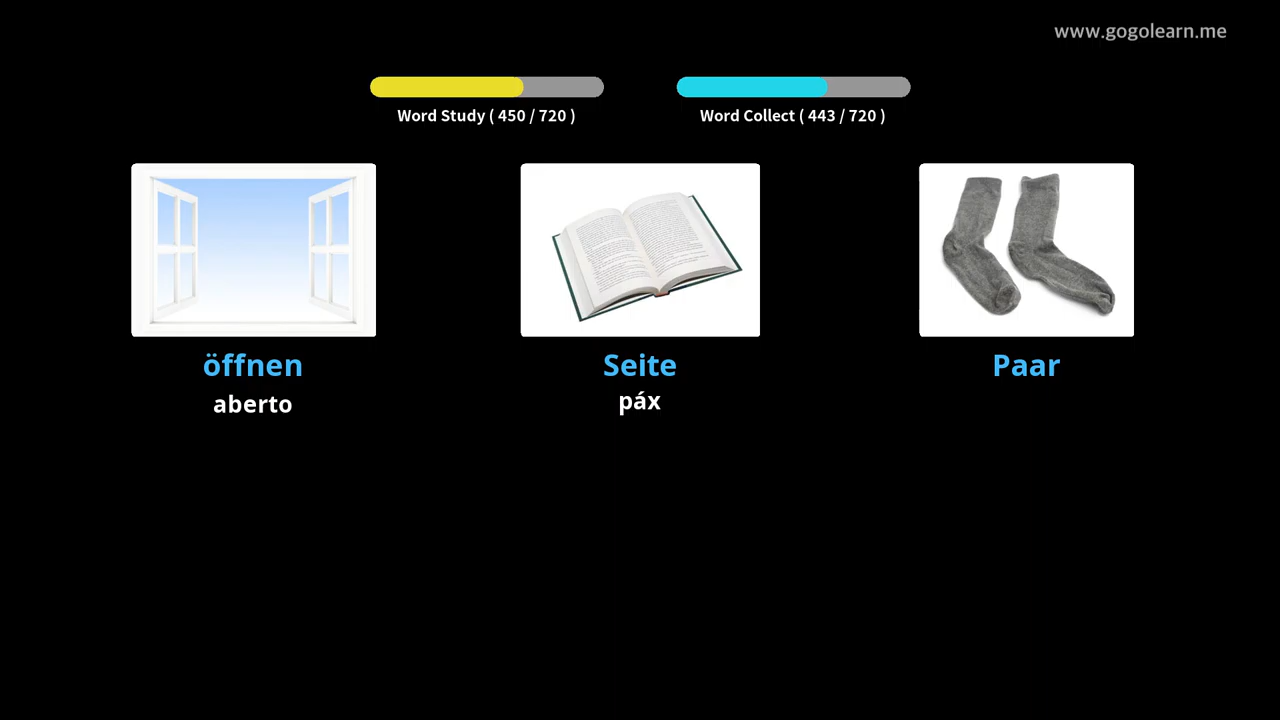 www.gogolearn.me
Word Study ( 450 / 720 )
Word Collect ( 443 / 720 )
öffnen
aberto
Seite
páx
Paar